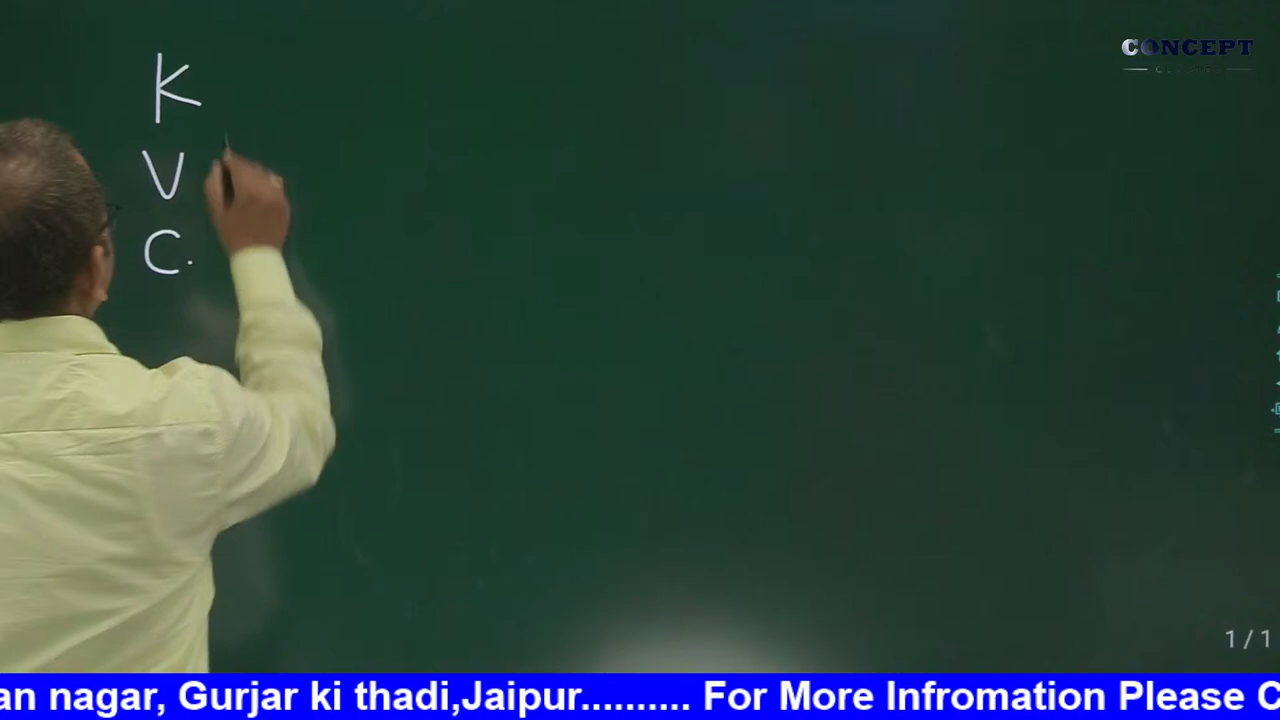 CONCEPT
K
V
C.
1/1
an nagar, Gurjar ki thadi,Jaipur.......... For More Infromation Please C